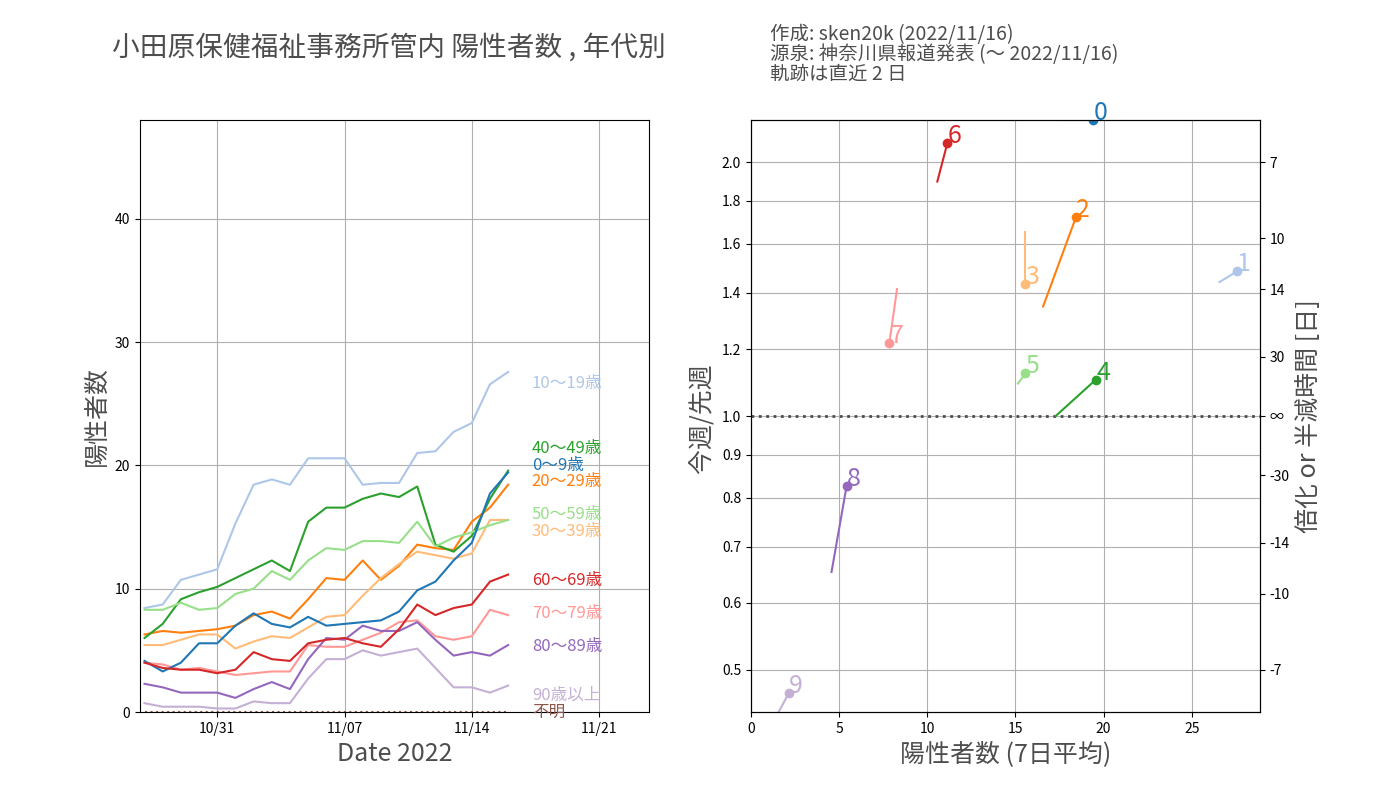 小田原保健福祉事務所管内 陽性者数 , 年代別
作成: sken20k (2022/11/16)
源泉: 神奈川県報道発表 (〜 2022/11/16)
軌跡は直近 2 日
陽性者数
40
30
20
10
0
10/31
11/07
11/14
11/21
Date 2022
10〜19歳
40〜49歳
0〜9歳
20〜29歳
50〜59歳
30〜39歳
60〜69歳
70〜79歳
80〜89歳
90歳以上
不明
今週/先週
2.0
1.8
1.6
1.4
1.2
1.0
0.9
0.8
0.7
0.6
0.5
0
6
2
1
3
7
5
4
8
9
0
5
10
15
20
25
陽性者数 (7日平均)
7
10
14
30
∞
-30
-14
-10
-7
倍化 or 半減時間 [日]